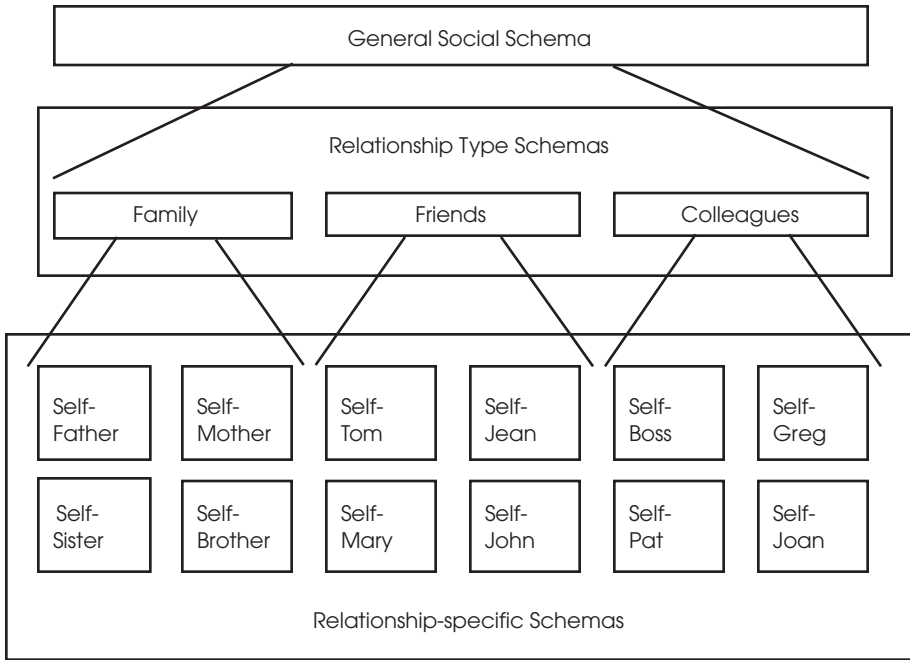 General Social Schema
Relationship Type Schemas
Family
Friends
Colleagues
Self-
Father
Self-
Mother
Self-
Tom
Self-
Jean
Self-
Boss
Self-
Greg
Self-
Sister
Self-
Brother
Self-
Mary
Self-
John
Self-
Pat
Self-
Joan
Relationship-specific Schemas